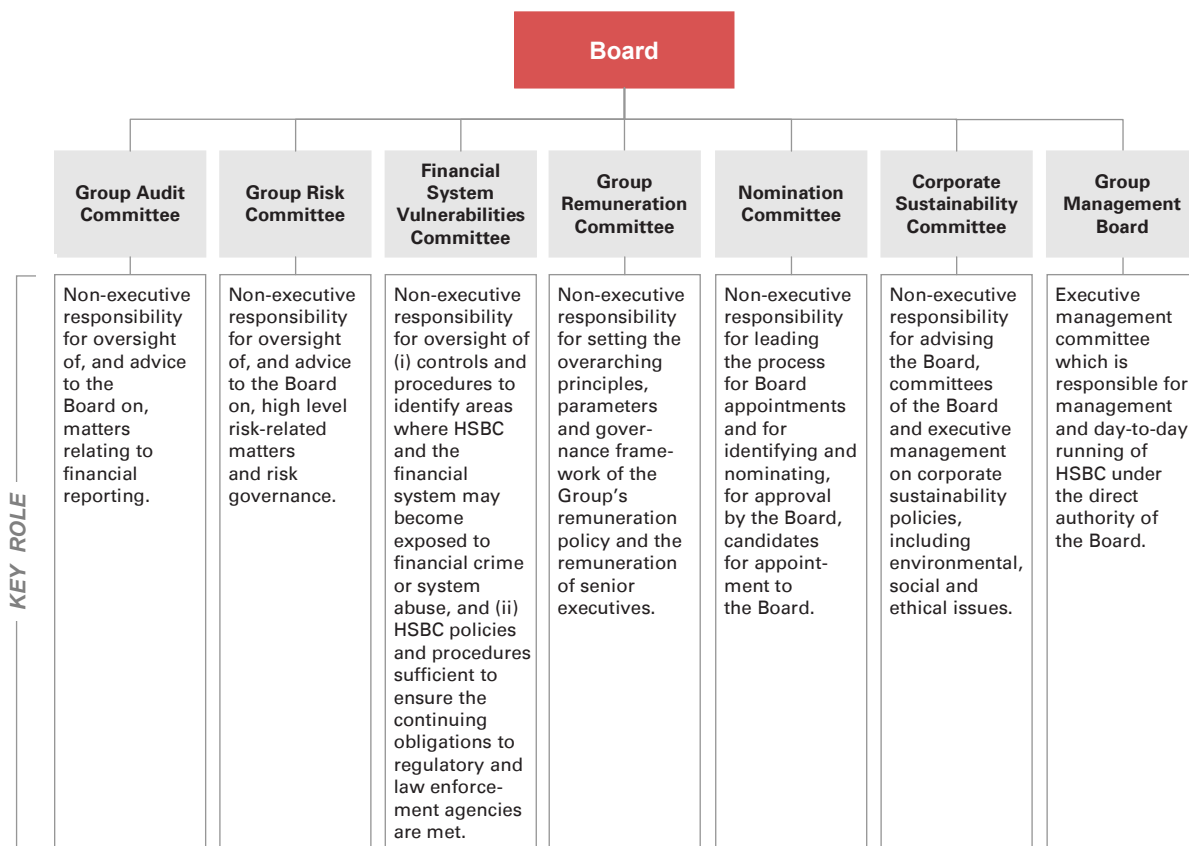 Board
Group Audit
Committee
Group Risk
Committee
Financial
System
Vulnerabilities
Committee
Group
Remuneration
Committee
Nomination
Committee
Corporate
Sustainability
Committee
Group
Management
Board
KEY ROLE
Non-executive
responsibility
for oversight
of, and advice
to the
Board on,
matters
relating to
financial
reporting.
Non-executive
responsibility
for oversight
of, and advice
to the Board
on, high level
risk-related
matters
and risk
governance.
Non-executive
responsibility
for oversight of
(i) controls and
procedures to
identify areas
where HSBC
and the
financial
system may
become
exposed to
financial crime
or system
abuse, and (ii)
HSBC policies
and procedures
sufficient to
ensure the
continuing
obligations to
regulatory and
law enforce-
ment agencies
are met.
Non-executive
responsibility
for setting the
overarching
principles,
parameters
and gover-
nance frame-
work of the
Group's
remuneration
policy and the
remuneration
of senior
executives.
Non-executive
responsibility
for leading
the process
for Board
appointments
and for
identifying and
nominating,
for approval
by the Board,
candidates
for appoint-
ment to
the Board.
Non-executive
responsibility
for advising
the Board,
committees
of the Board
and executive
management
on corporate
sustainability
policies,
including
environmental,
social and
ethical issues.
Executive
management
committee
which is
responsible for
management
and day-to-day
running of
HSBC under
the direct
authority of
the Board.